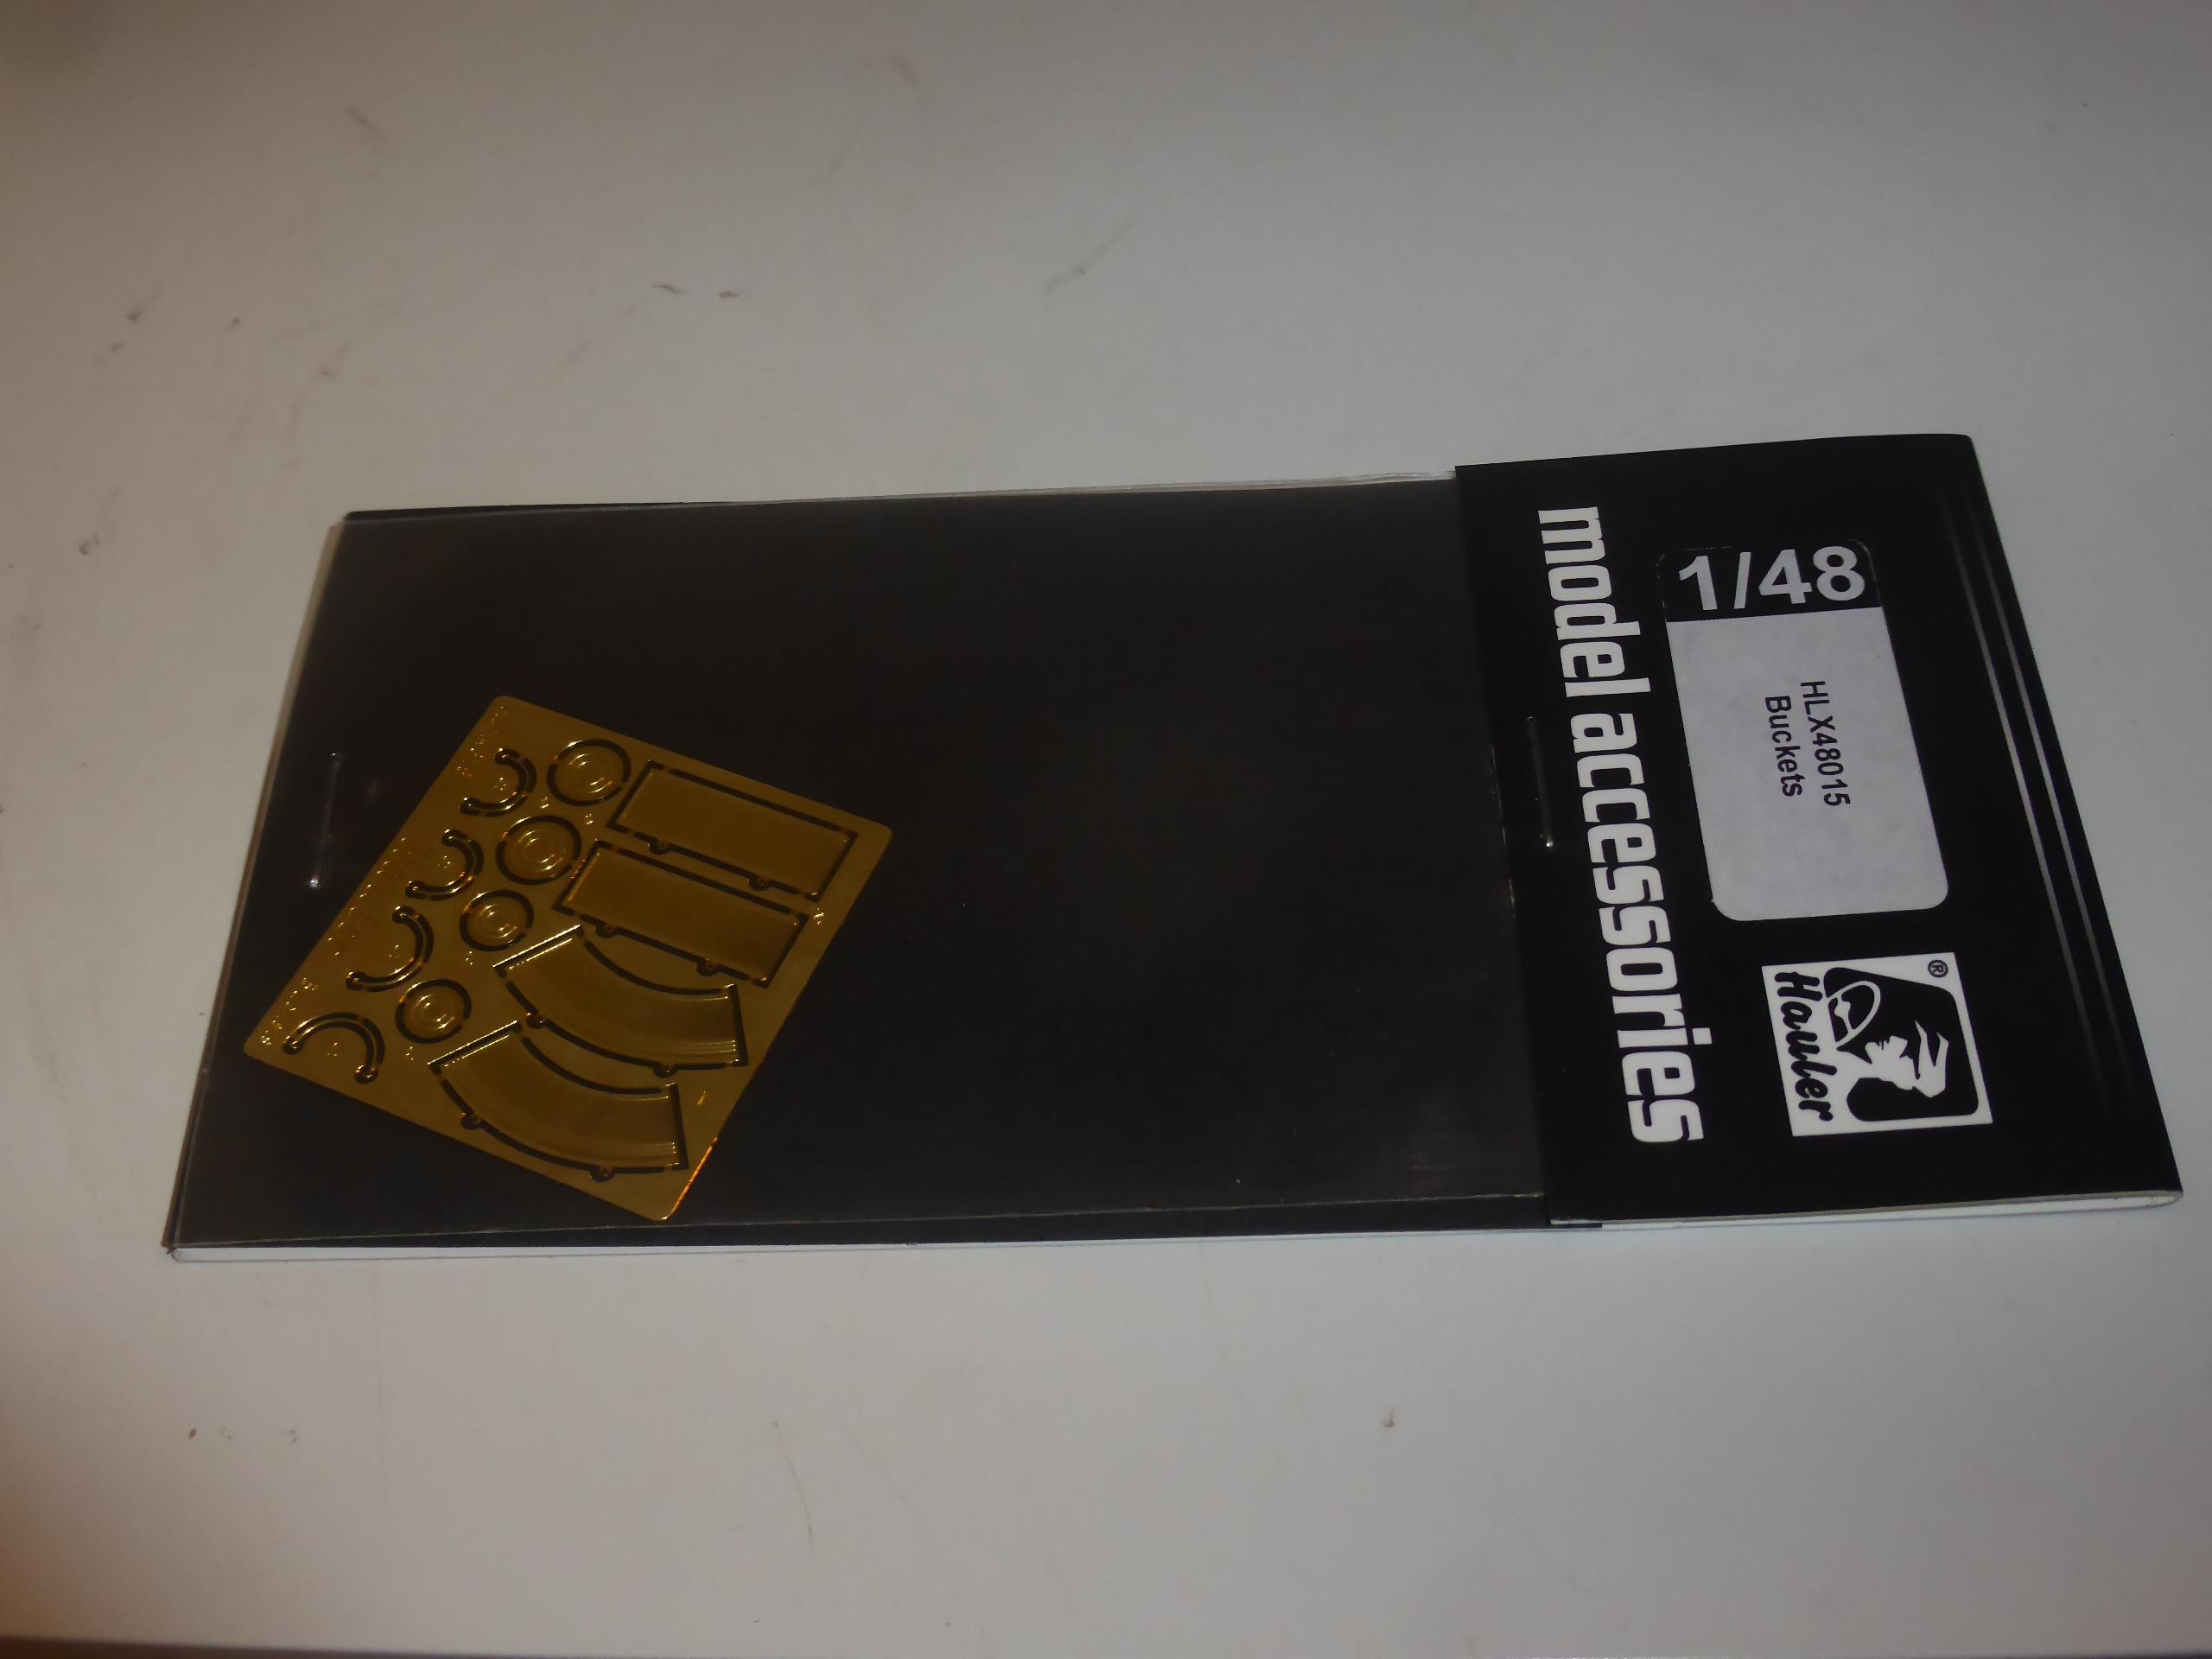 1/48
HLX48015
Buckets
®
Hauler
model accessories